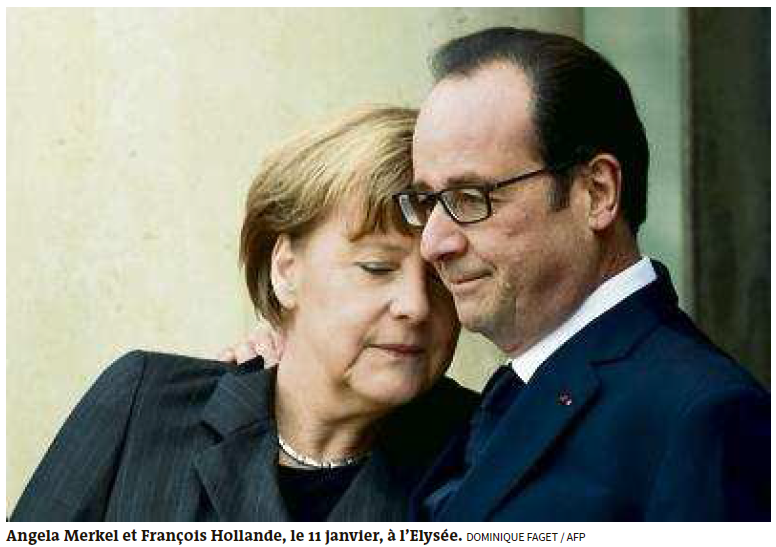 Angela Merkel et François Hollande, le 11 janvier, à l'Elysée. DOMINIQUE FAGET / AFP